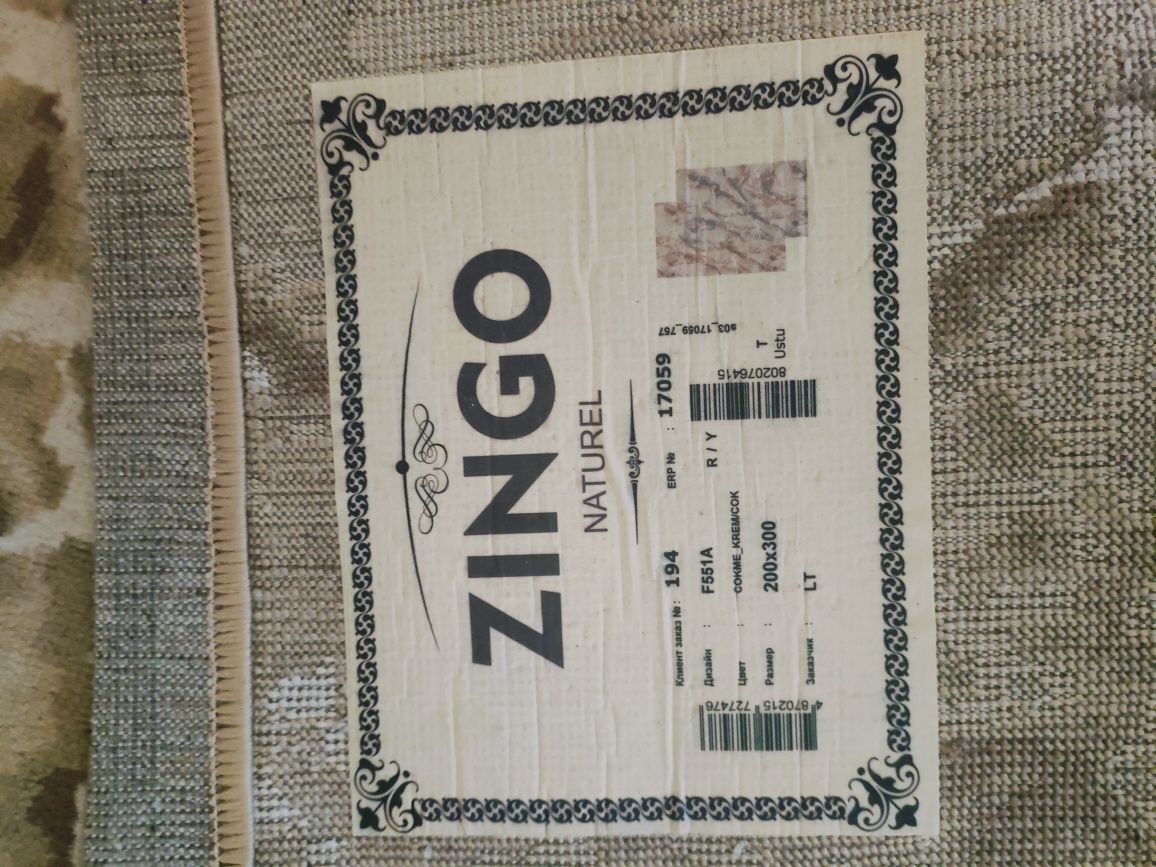 ZINGO
NATUREL
Клиент заказ №: 194 ERP № : 17059
Дизайн : F551A R / Y
Цвет : COKME_KREM/COK
Размер : 200x300
Заказчик : LT
T
Ustu
s03_17059_757
802076415
4 870215 727476